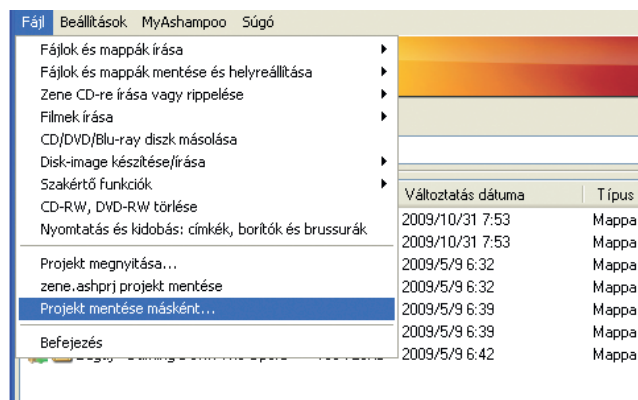 Fájl Beállítások MyAshampoo Súgó
Fájlok és mappák írása
Fájlok és mappák mentése és helyreállítása
Zene CD-re írása vagy rippelése
Filmek írása
CD/DVD/Blu-ray diszk másolása
Disk-image készítése/írása
Szakértő funkciók
CD-RW, DVD-RW törlése
Nyomtatás és kidobás: címkék, borítók és brussurák
Projekt megnyitása...
zene.ashprj projekt mentése
Projekt mentése másként...
Befejezés
Változtatás dátuma Típus
2009/10/31 7:53 Mappa
2009/10/31 7:53 Mappa
2009/5/9 6:32 Mappa
2009/5/9 6:32 Mappa
2009/5/9 6:39 Mappa
2009/5/9 6:39 Mappa
2009/5/9 6:42 Mappa